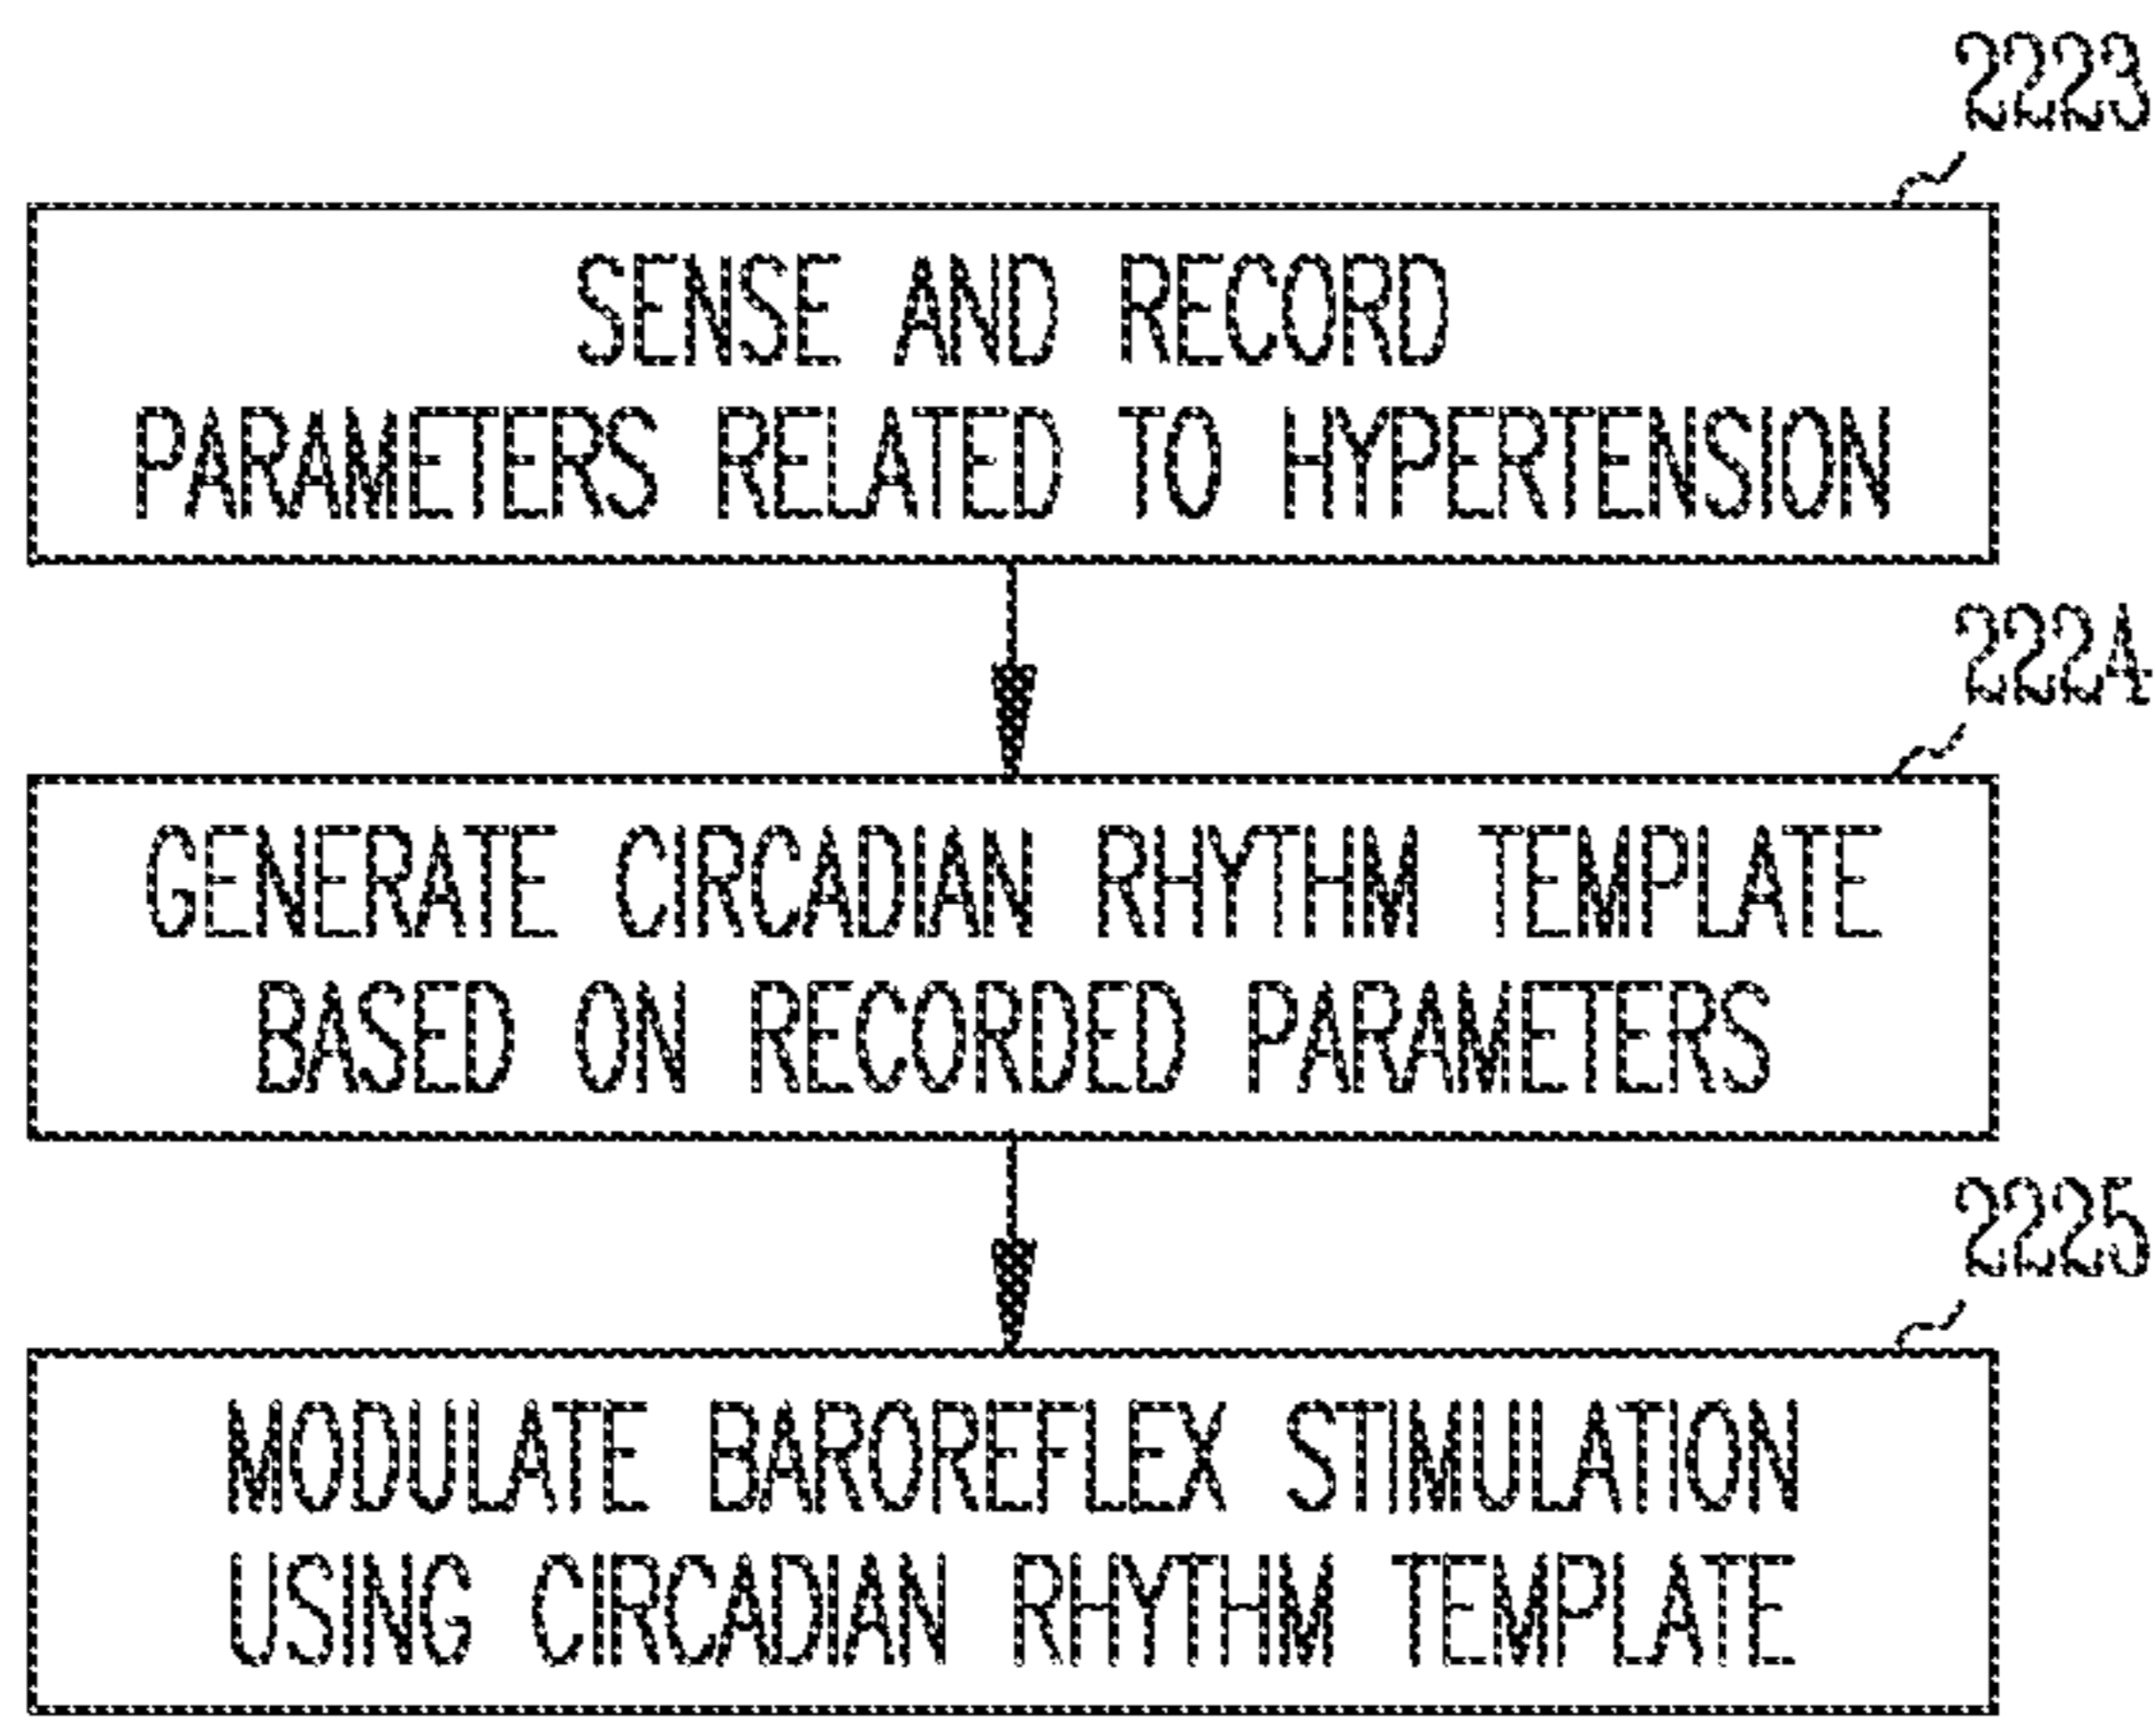 2223
SENSE AND RECORD
PARAMETERS RELATED TO HYPERTENSION
2224
GENERATE CIRCADIAN RHYTHM TEMPLATE
BASED ON RECORDED PARAMETERS
2225
MODULATE BAROREFLEX STIMULATION
USING CIRCADIAN RHYTHM TEMPLATE